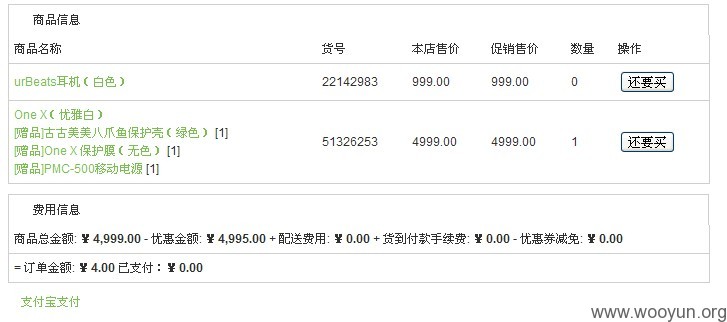 商品信息
商品名称 货号 本店售价 促销售价 数量 操作
urBeats耳机（白色） 22142983 999.00 999.00 0 还要买
One X（优雅白）
[赠品]古古美美八爪鱼保护壳（绿色） [1]
[赠品]One X 保护膜（无色） [1]
[赠品]PMC-500移动电源 [1]
51326253 4999.00 4999.00 1 还要买
费用信息
商品总金额: ¥ 4,999.00 - 优惠金额: ¥ 4,995.00 + 配送费用: ¥ 0.00 + 货到付款手续费: ¥ 0.00 - 优惠券减免: ¥ 0.00
= 订单金额: ¥ 4.00 已支付： ¥ 0.00
支付宝支付
www.wooyun.org